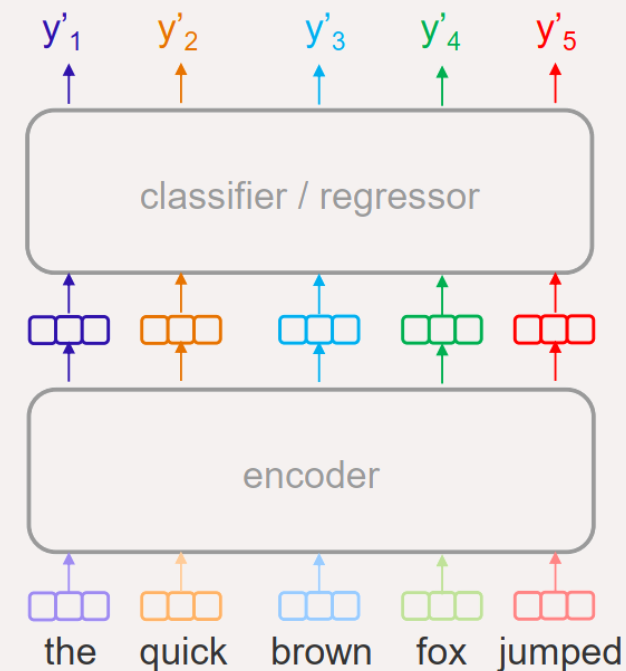 y’1 y’2 y’3 y’4 y’5
classifier / regressor
encoder
the quick brown fox jumped